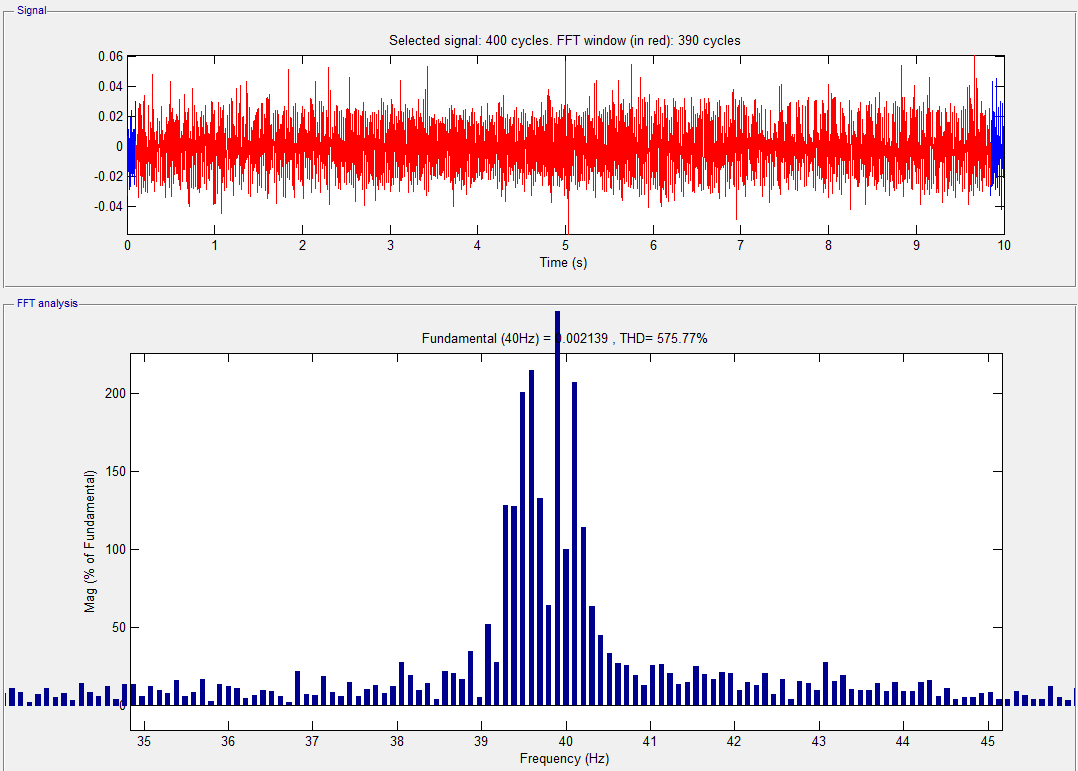 Signal
Selected signal: 400 cycles. FFT window (in red): 390 cycles
0.06
0.04
0.02
0
-0.02
-0.04
0 1 2 3 4 5 6 7 8 9 10
Time (s)
FFT analysis
Fundamental (40Hz) = 0.002139 , THD= 575.77%
Mag (% of Fundamental)
200
150
100
50
0
35 36 37 38 39 40 41 42 43 44 45
Frequency (Hz)